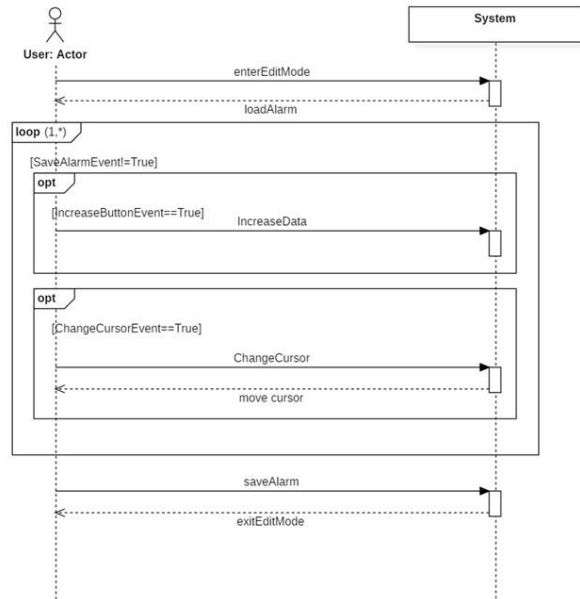 System
User: Actor
enterEditMode
loadAlarm
loop (1,*)
[SaveAlarmEvent!=True]
opt
[IncreaseButtonEvent==True]
IncreaseData
opt
[ChangeCursorEvent==True]
ChangeCursor
move cursor
saveAlarm
exitEditMode